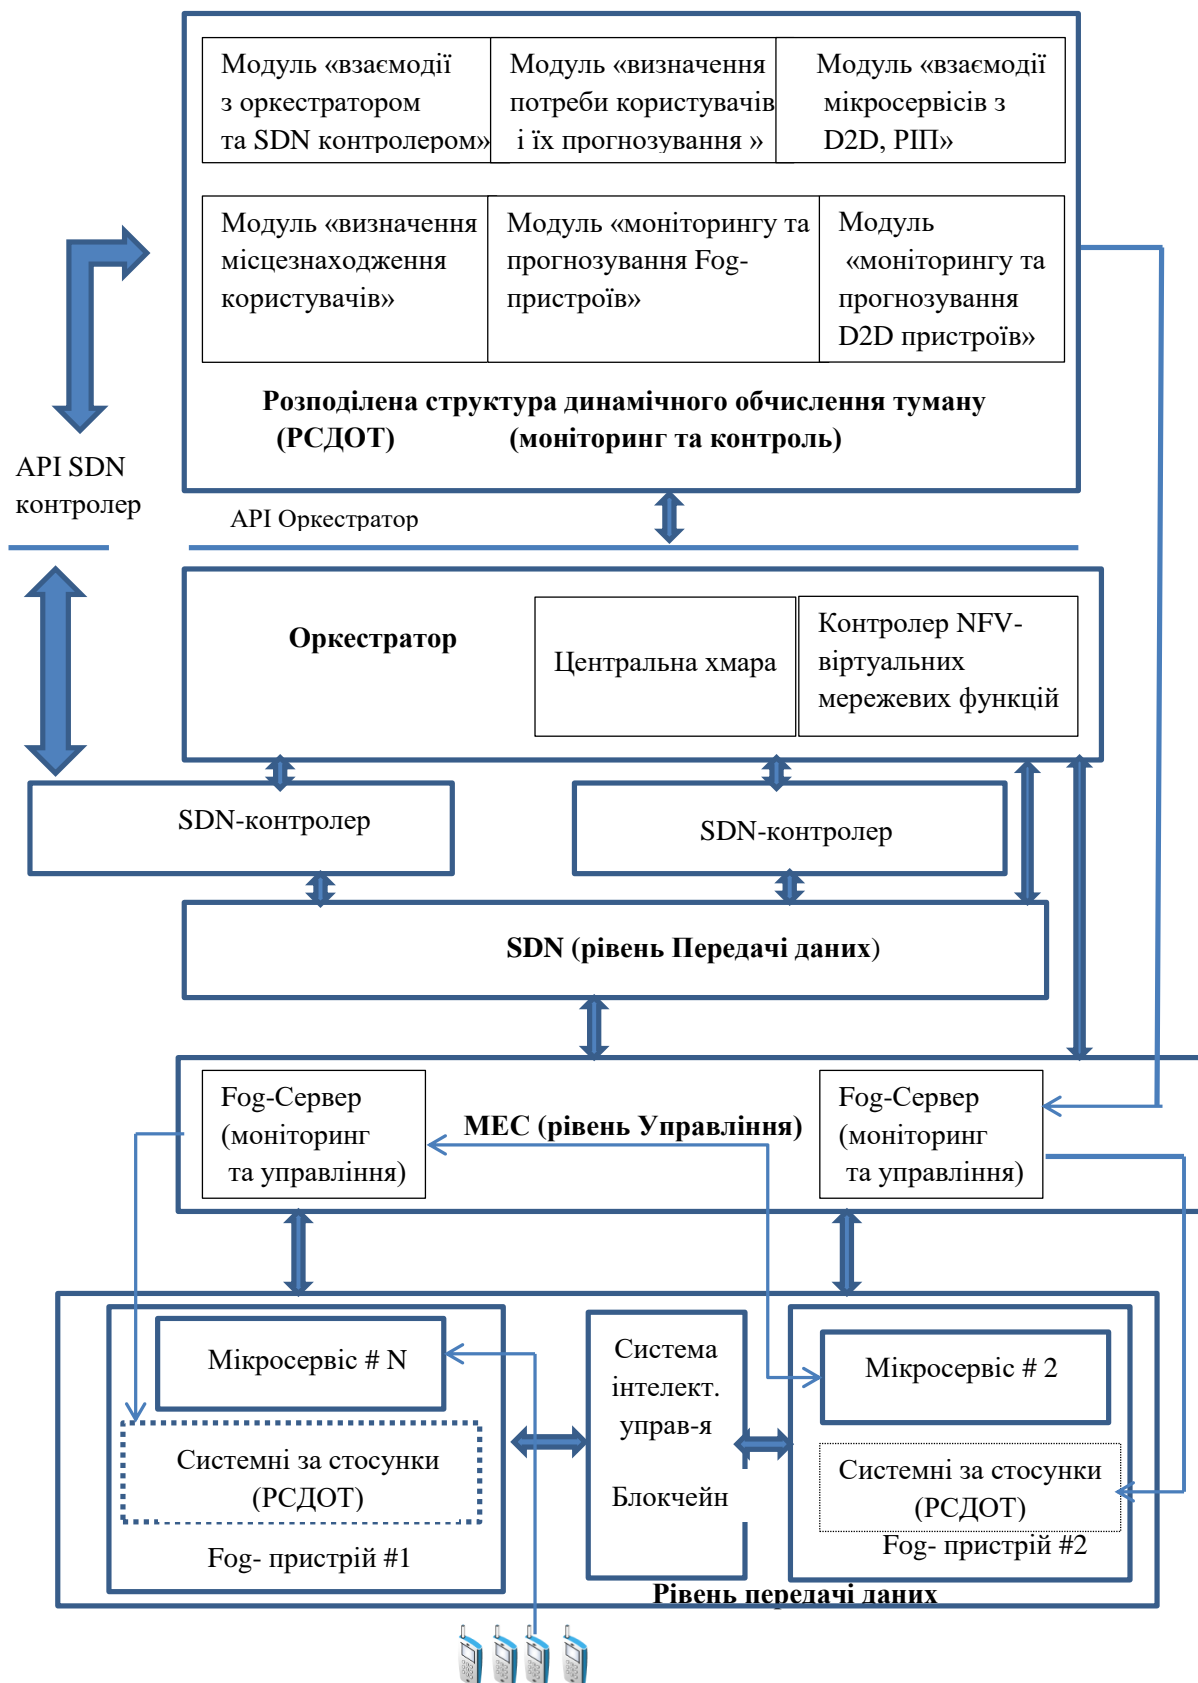 Модуль «взаємодії
з оркестратором
та SDN контролером»
Модуль «визначення
потреби користувачів
і їх прогнозування »
Модуль «взаємодії
мікросервісів з
D2D, РІП»
Модуль «визначення
місцезнаходження
користувачів»
Модуль «моніторингу та
прогнозування Fog-
пристроїв»
Модуль
«моніторингу та
прогнозування
D2D пристроїв»
Розподілена структура динамічного обчислення туману
(РСДОТ) (моніторинг та контроль)
API SDN
контролер
API Оркестратор
Оркестратор
Центральна хмара
Контролер NFV-
віртуальних
мережевих функцій
SDN-контролер
SDN-контролер
SDN (рівень Передачі даних)
Fog-Сервер
(моніторинг
та управління)
МЕС (рівень Управління)
Fog-Сервер
(моніторинг
та управління)
Мікросервіс # N
Системні за стосунки
(РСДОТ)
Fog- пристрій #1
Система
інтелект.
управ-я
Блокчейн
Мікросервіс # 2
Системні за стосунки
(РСДОТ)
Fog- пристрій #2
Рівень передачі даних